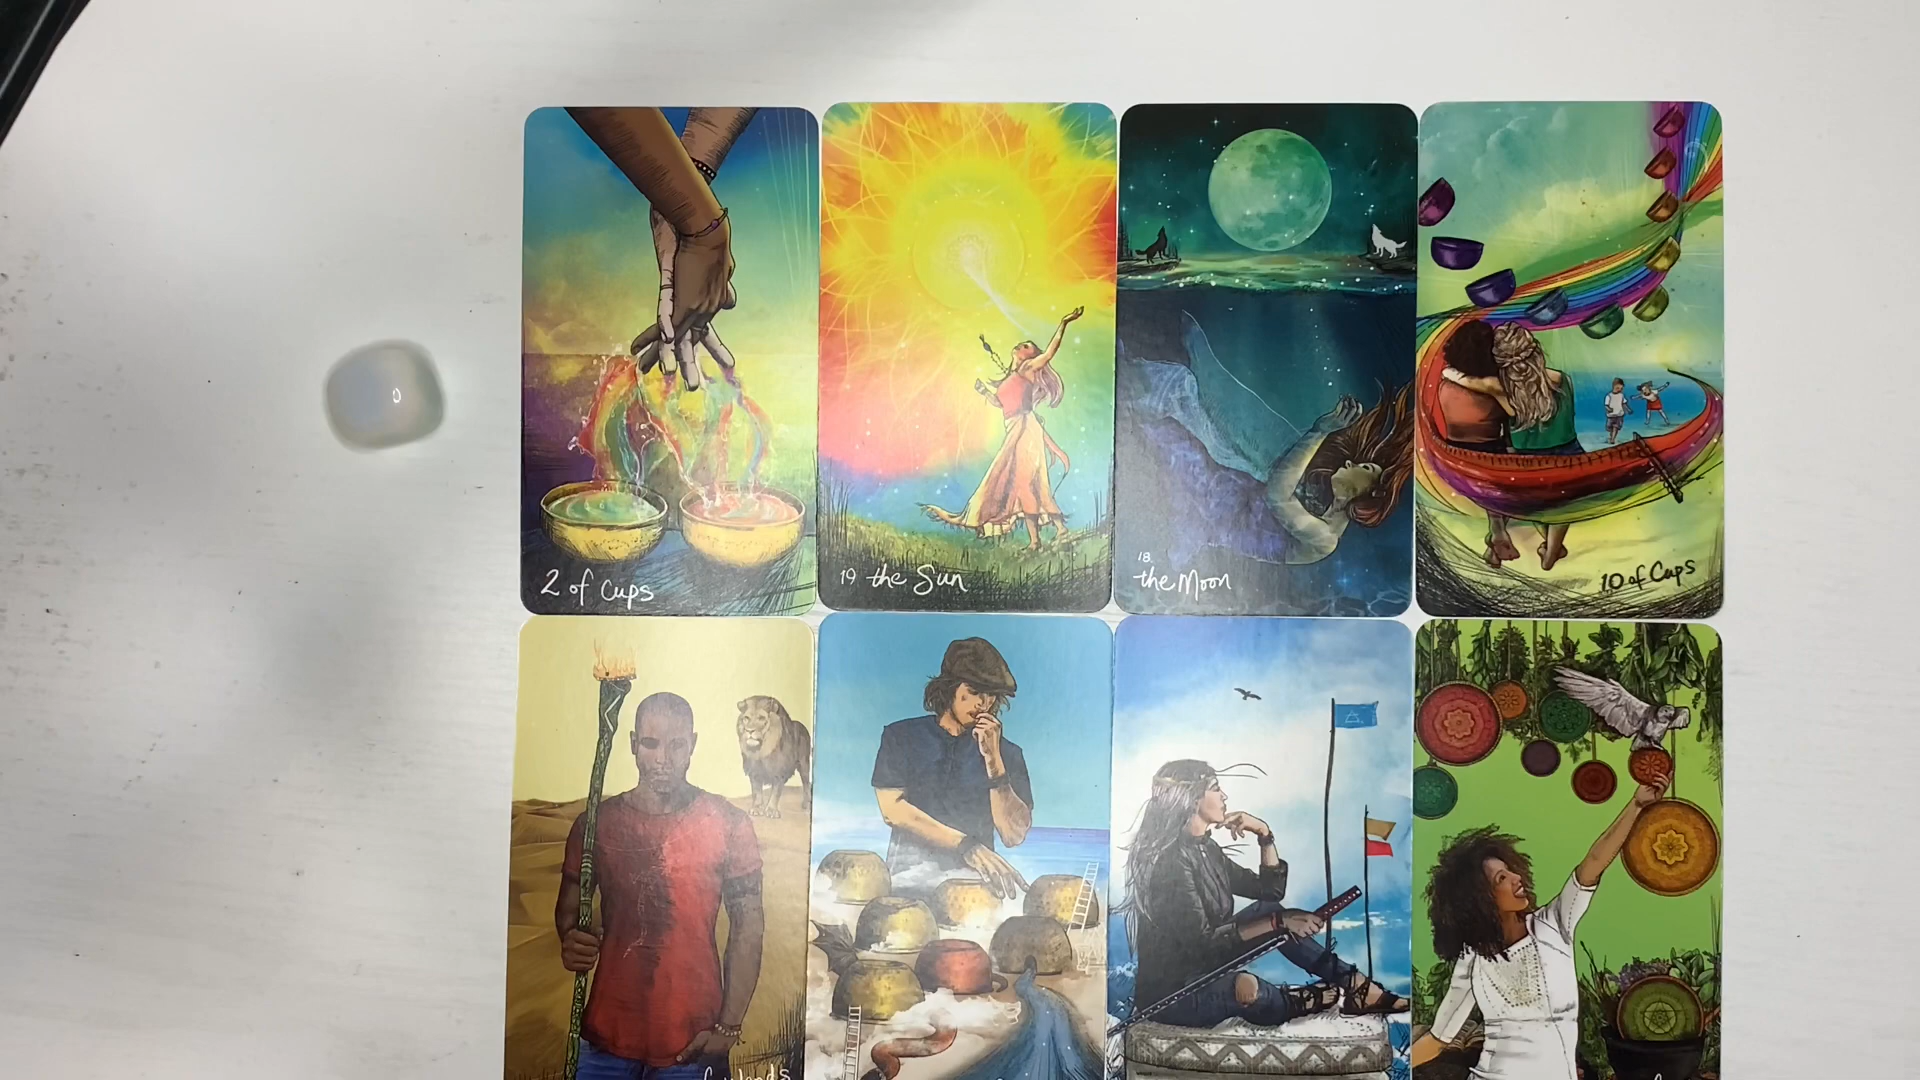 2 of Cups
19 the Sun
18.
the Moon
10 of Cups